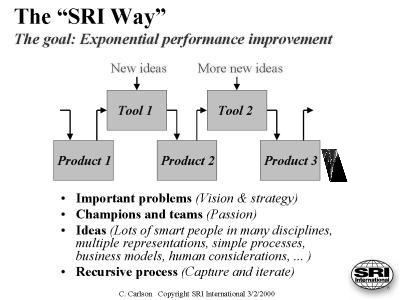 The “SRI Way”
The goal: Exponential performance improvement
New ideas More new ideas
Tool 1 Tool 2
Product 1 Product 2 Product 3
• Important problems (Vision & strategy)
• Champions and teams (Passion)
• Ideas (Lots of smart people in many disciplines,
multiple representations, simple processes,
business models, human considerations, ... )
• Recursive process (Capture and iterate)
SRI
International
C. Carlson Copyright SRI International 3/2/2000